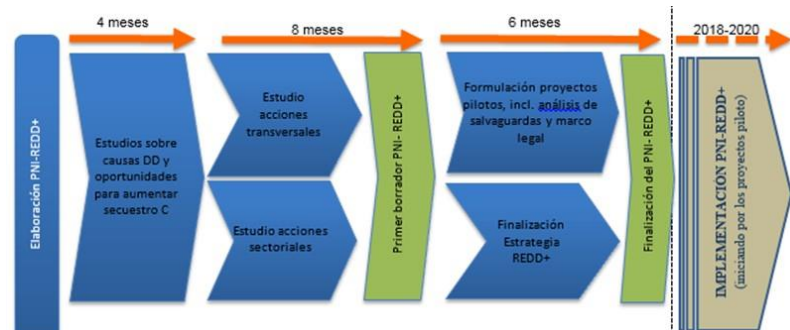 4 meses
8 meses
6 meses
2018-2020
Elaboración PNI-REDD+
Estudios sobre
causas DD y
oportunidades
para aumentar
secuestro C
Estudio
acciones
transversales
Estudio acciones
sectoriales
Primer borrador PNI- REDD+
Formulación proyectos
pilotos, incl. análisis de
salvaguardas y marco
legal
Finalización
Estrategia
REDD+
Finalización del PNI-REDD+
IMPLEMENTACIÓN PNI-REDD+
(iniciando por los proyectos piloto)